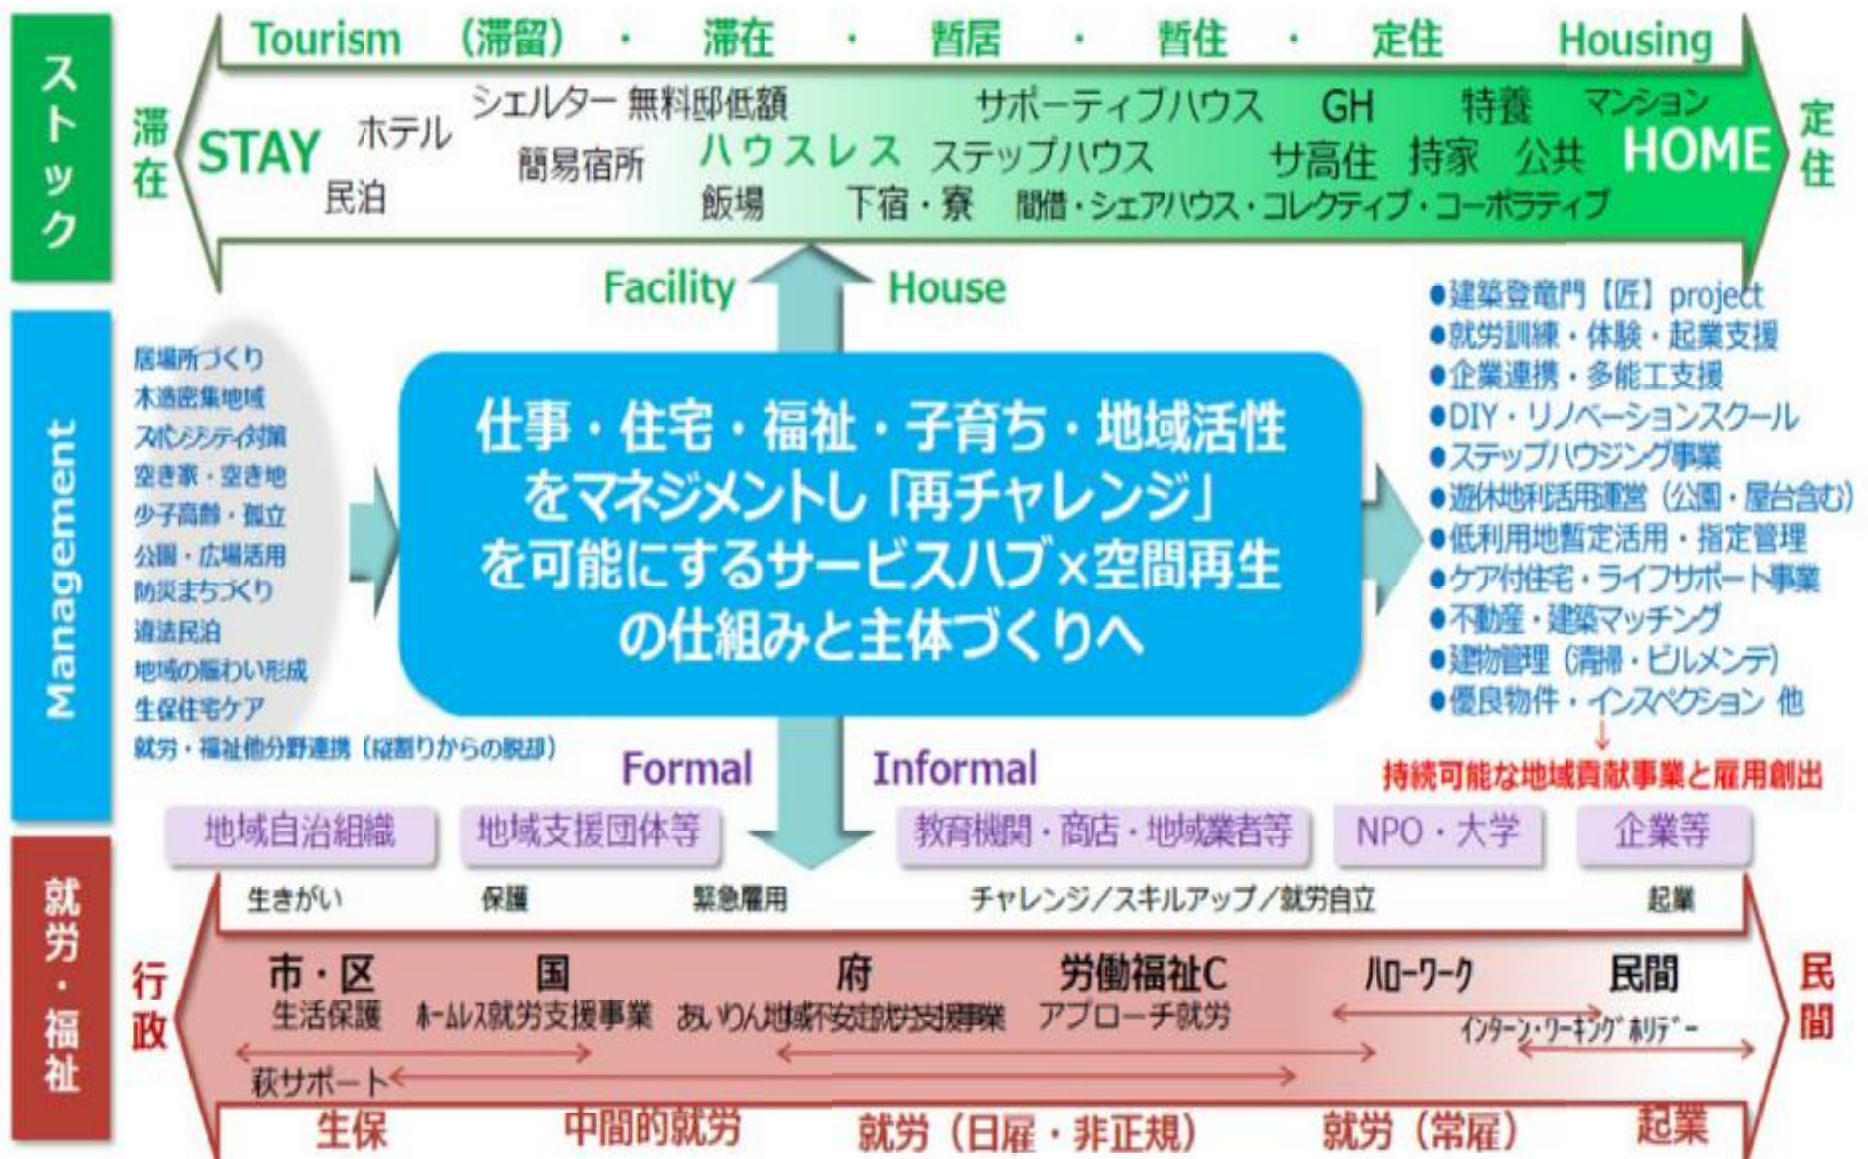 ストック
滞在
Tourism （滞留） ・ 滞在 ・ 暫居 ・ 暫住 ・ 定住 Housing
シェルター 無料邸低額 サポーティブハウス GH 特養 マンション
STAY ホテル 簡易宿所 ハウスレス ステップハウス サ高住 持家 公共 HOME
民泊 飯場 下宿・寮 間借・シェアハウス・コレクティブ・コーポラティブ
定住
Facility House
Management
居場所づくり
木造密集地域
スポンジシティ対策
空き家・空き地
少子高齢・孤立
公園・広場活用
防災まちづくり
違法民泊
地域の賑わい形成
生保住宅ケア
就労・福祉他分野連携（縦割りからの脱却）
仕事・住宅・福祉・子育ち・地域活性
をマネジメントし「再チャレンジ」
を可能にするサービスハブ×空間再生
の仕組みと主体づくりへ
●建築登竜門【匠】project
●就労訓練・体験・起業支援
●企業連携・多能工支援
●DIY・リノベーションスクール
●ステップハウジング事業
●遊休地利活用運営（公園・屋台含む）
●低利用地暫定活用・指定管理
●ケア付住宅・ライフサポート事業
●不動産・建築マッチング
●建物管理（清掃・ビルメンテ）
●優良物件・インスペクション 他
↓
持続可能な地域貢献事業と雇用創出
Formal Informal
地域自治組織 地域支援団体等 教育機関・商店・地域業者等 NPO・大学 企業等
就労・福祉
生きがい 保護 緊急雇用 チャレンジ／スキルアップ／就労自立 起業
行政
市・区 国 府 労働福祉C ﾊﾛｰﾜｰｸ 民間
生活保護 ﾎｰﾑﾚｽ就労支援事業 あいりん地域不安定就労支援事業 アプローチ就労
ｲﾝﾀｰﾝ・ﾜｰｷﾝｸﾞﾎﾘﾃﾞｰ
萩サポート
民間
生保 中間的就労 就労（日雇・非正規） 就労（常雇） 起業